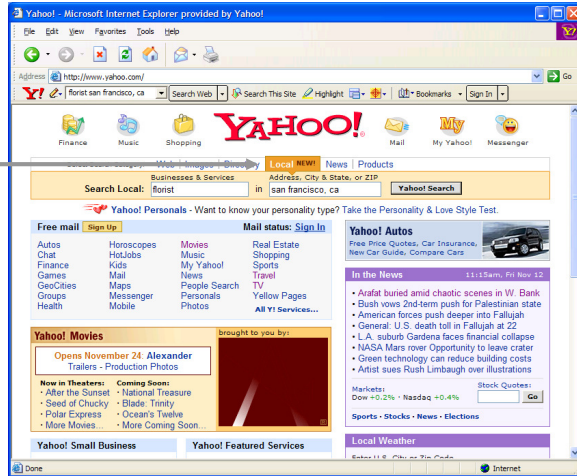 Yahoo! - Microsoft Internet Explorer provided by Yahoo!
File Edit View Favorites Tools Help
Address http://www.yahoo.com/ Go
Y! florist san francisco, ca Search Web Search This Site Highlight Bookmarks Sign In
Finance Music Shopping YAHOO! Mail My Yahoo! Messenger
Web | Images | Directory Local NEW! News | Products
Businesses & Services Address, City & State, or ZIP
Search Local: florist in san francisco, ca Yahoo! Search
Yahoo! Personals - Want to know your personality type? Take the Personality & Love Style Test.
Free mail Sign Up Mail status: Sign In
Autos Horoscopes Movies Real Estate
Chat HotJobs Music Shopping
Finance Kids My Yahoo! Sports
Games Mail News Travel
GeoCities Maps People Search TV
Groups Messenger Personals Yellow Pages
Health Mobile Photos All Y! Services...
Yahoo! Autos
Free Price Quotes, Car Insurance,
New Car Guide, Compare Cars
In the News 11:15am, Fri Nov 12
• Arafat buried amid chaotic scenes in W. Bank
• Bush vows 2nd-term push for Palestinian state
• American forces push deeper into Fallujah
• General: U.S. death toll in Fallujah at 22
• L.A. suburb Gardena faces financial collapse
• NASA Mars rover Opportunity to leave crater
• Green technology can reduce building costs
• Artist sues Rush Limbaugh over illustrations
Markets: Stock Quotes:
Dow +0.2% · Nasdaq +0.4% Go
Sports · Stocks · News · Elections
Yahoo! Movies brought to you by:
Opens November 24: Alexander
Trailers - Production Photos
Now in Theaters: Coming Soon:
· After the Sunset · National Treasure
· Seed of Chucky · Blade: Trinity
· Polar Express · Ocean's Twelve
· More Movies... · More Coming Soon...
Yahoo! Small Business Yahoo! Featured Services
Local Weather
Enter U.S. City or Zip Code
Done Internet